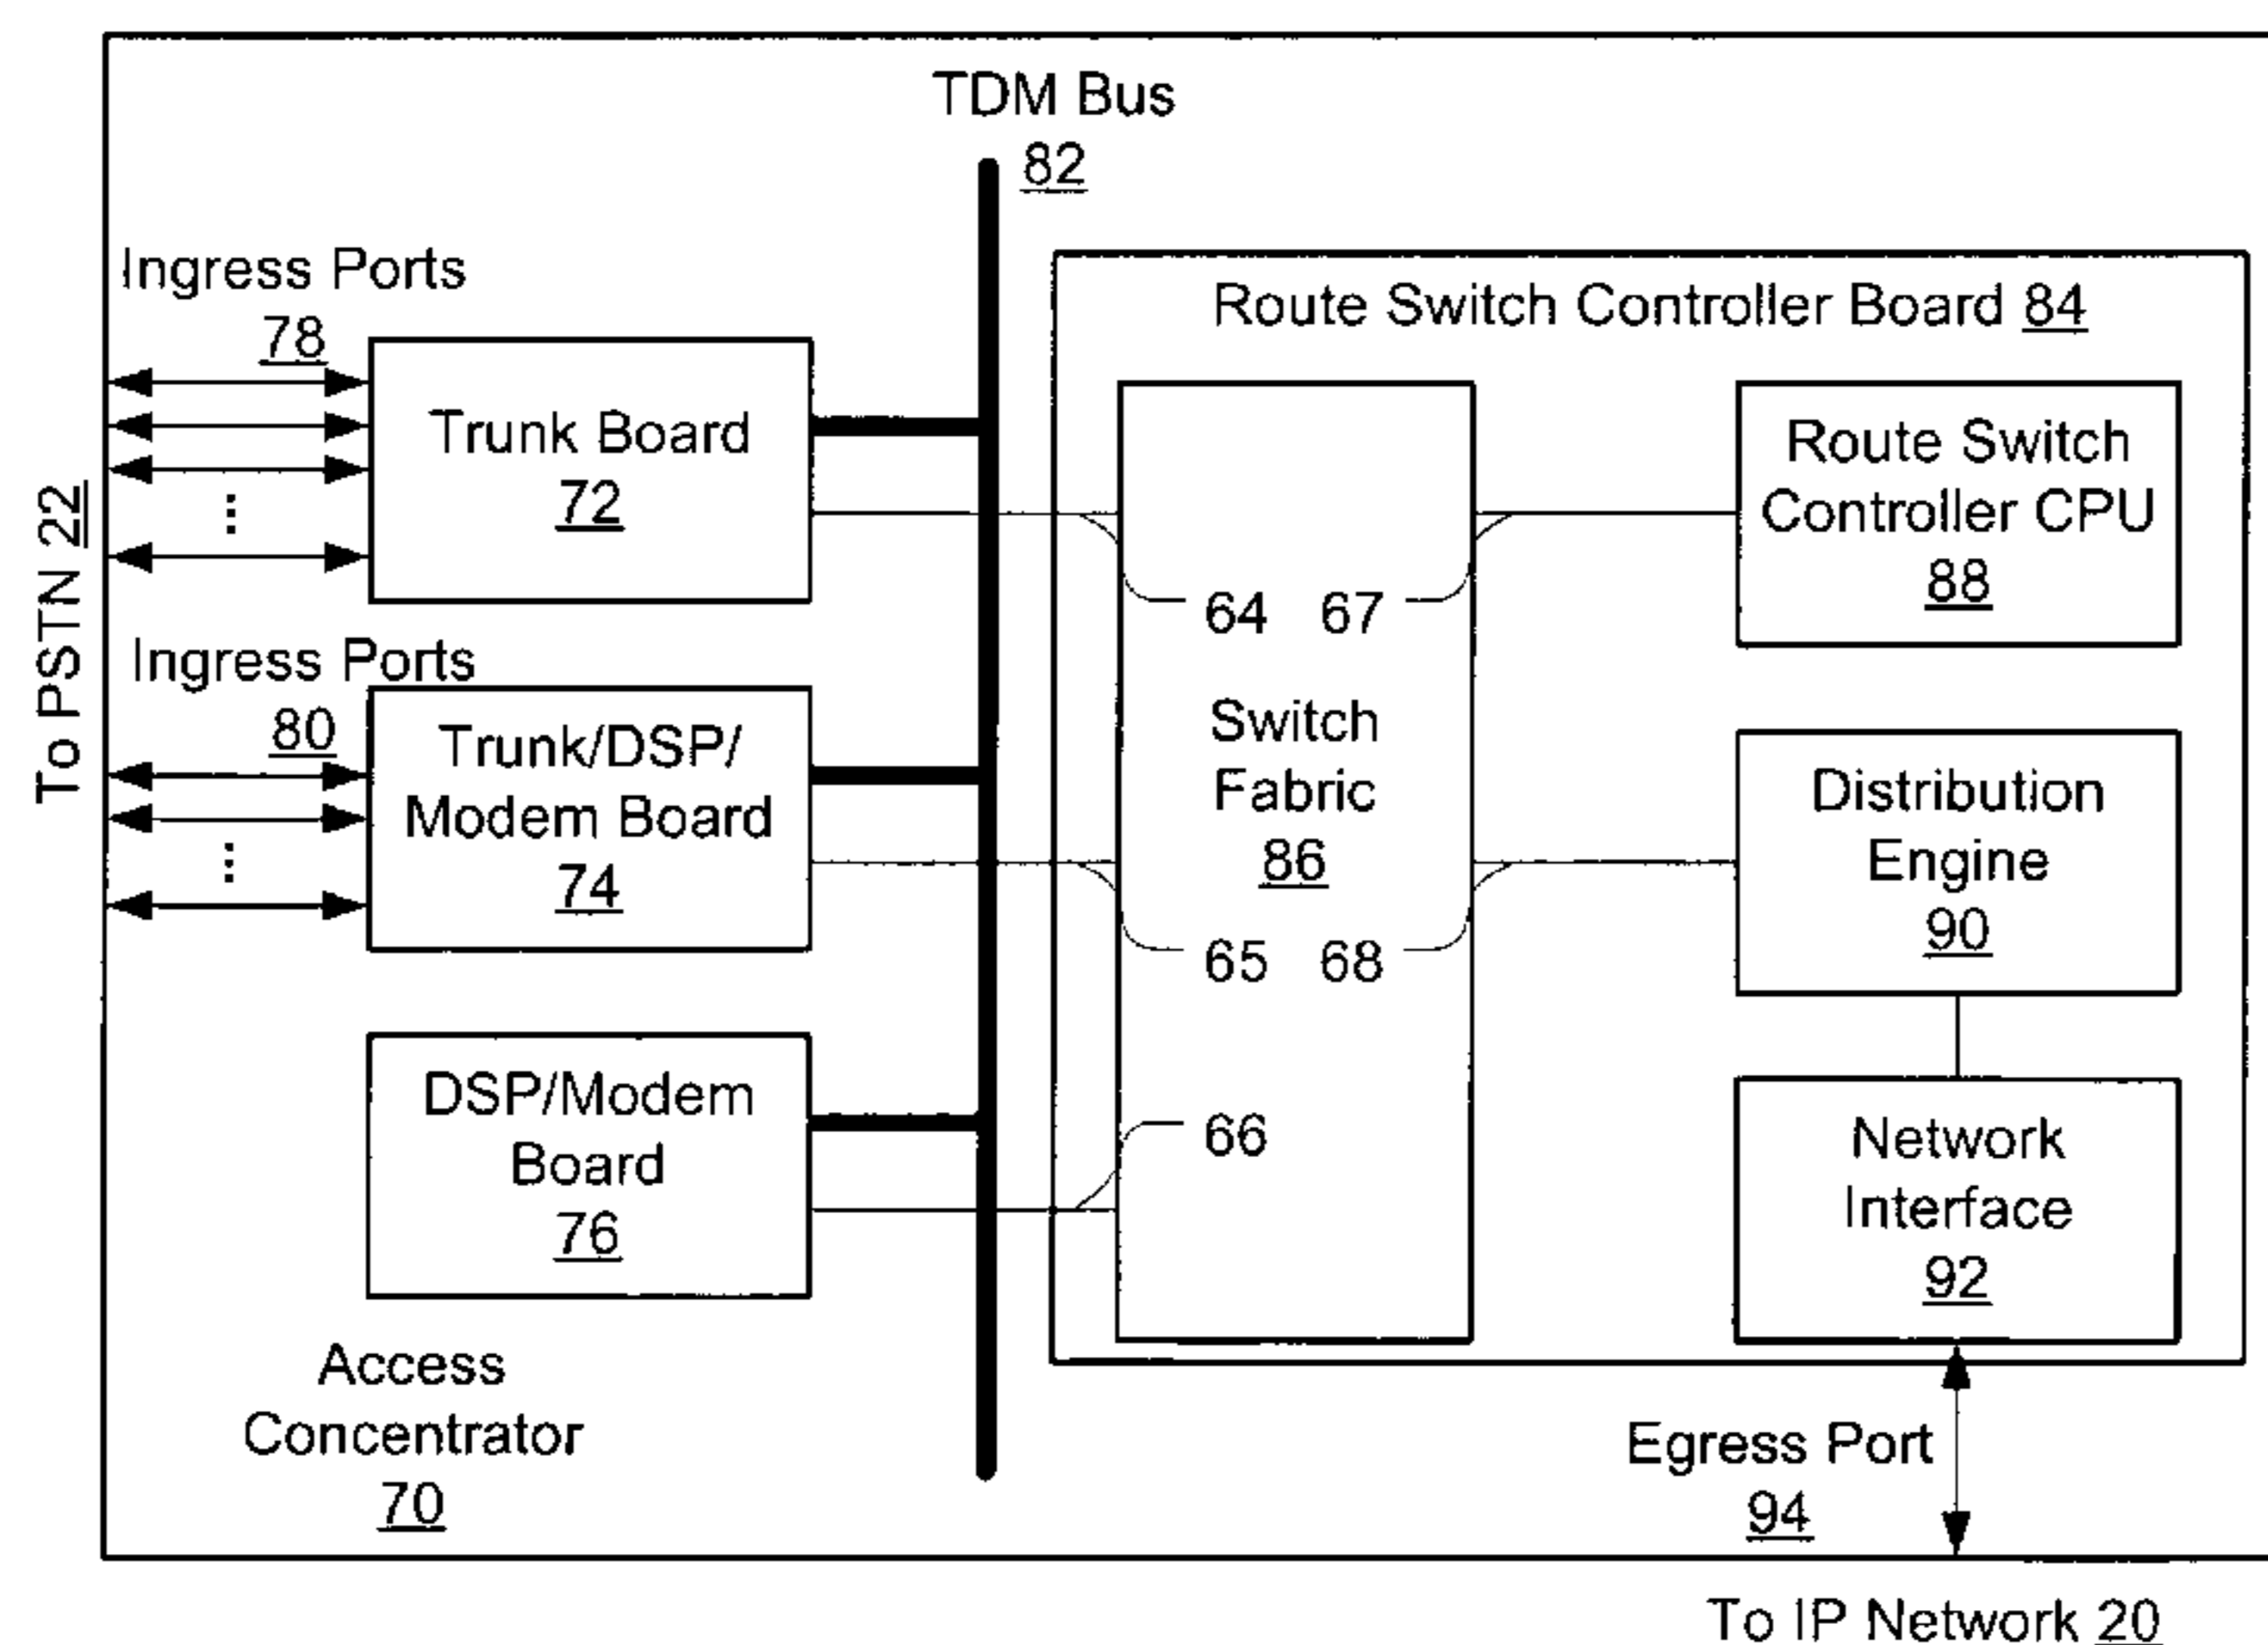 TDM Bus
82
Ingress Ports
78
Route Switch Controller Board 84
Trunk Board
72
Route Switch
Controller CPU
88
64 67
To PSTN 22
Ingress Ports
80
Trunk/DSP/
Modem Board
74
Switch
Fabric
86
Distribution
Engine
90
65 68
DSP/Modem
Board
76
66
Network
Interface
92
Access
Concentrator
70
Egress Port
94
To IP Network 20